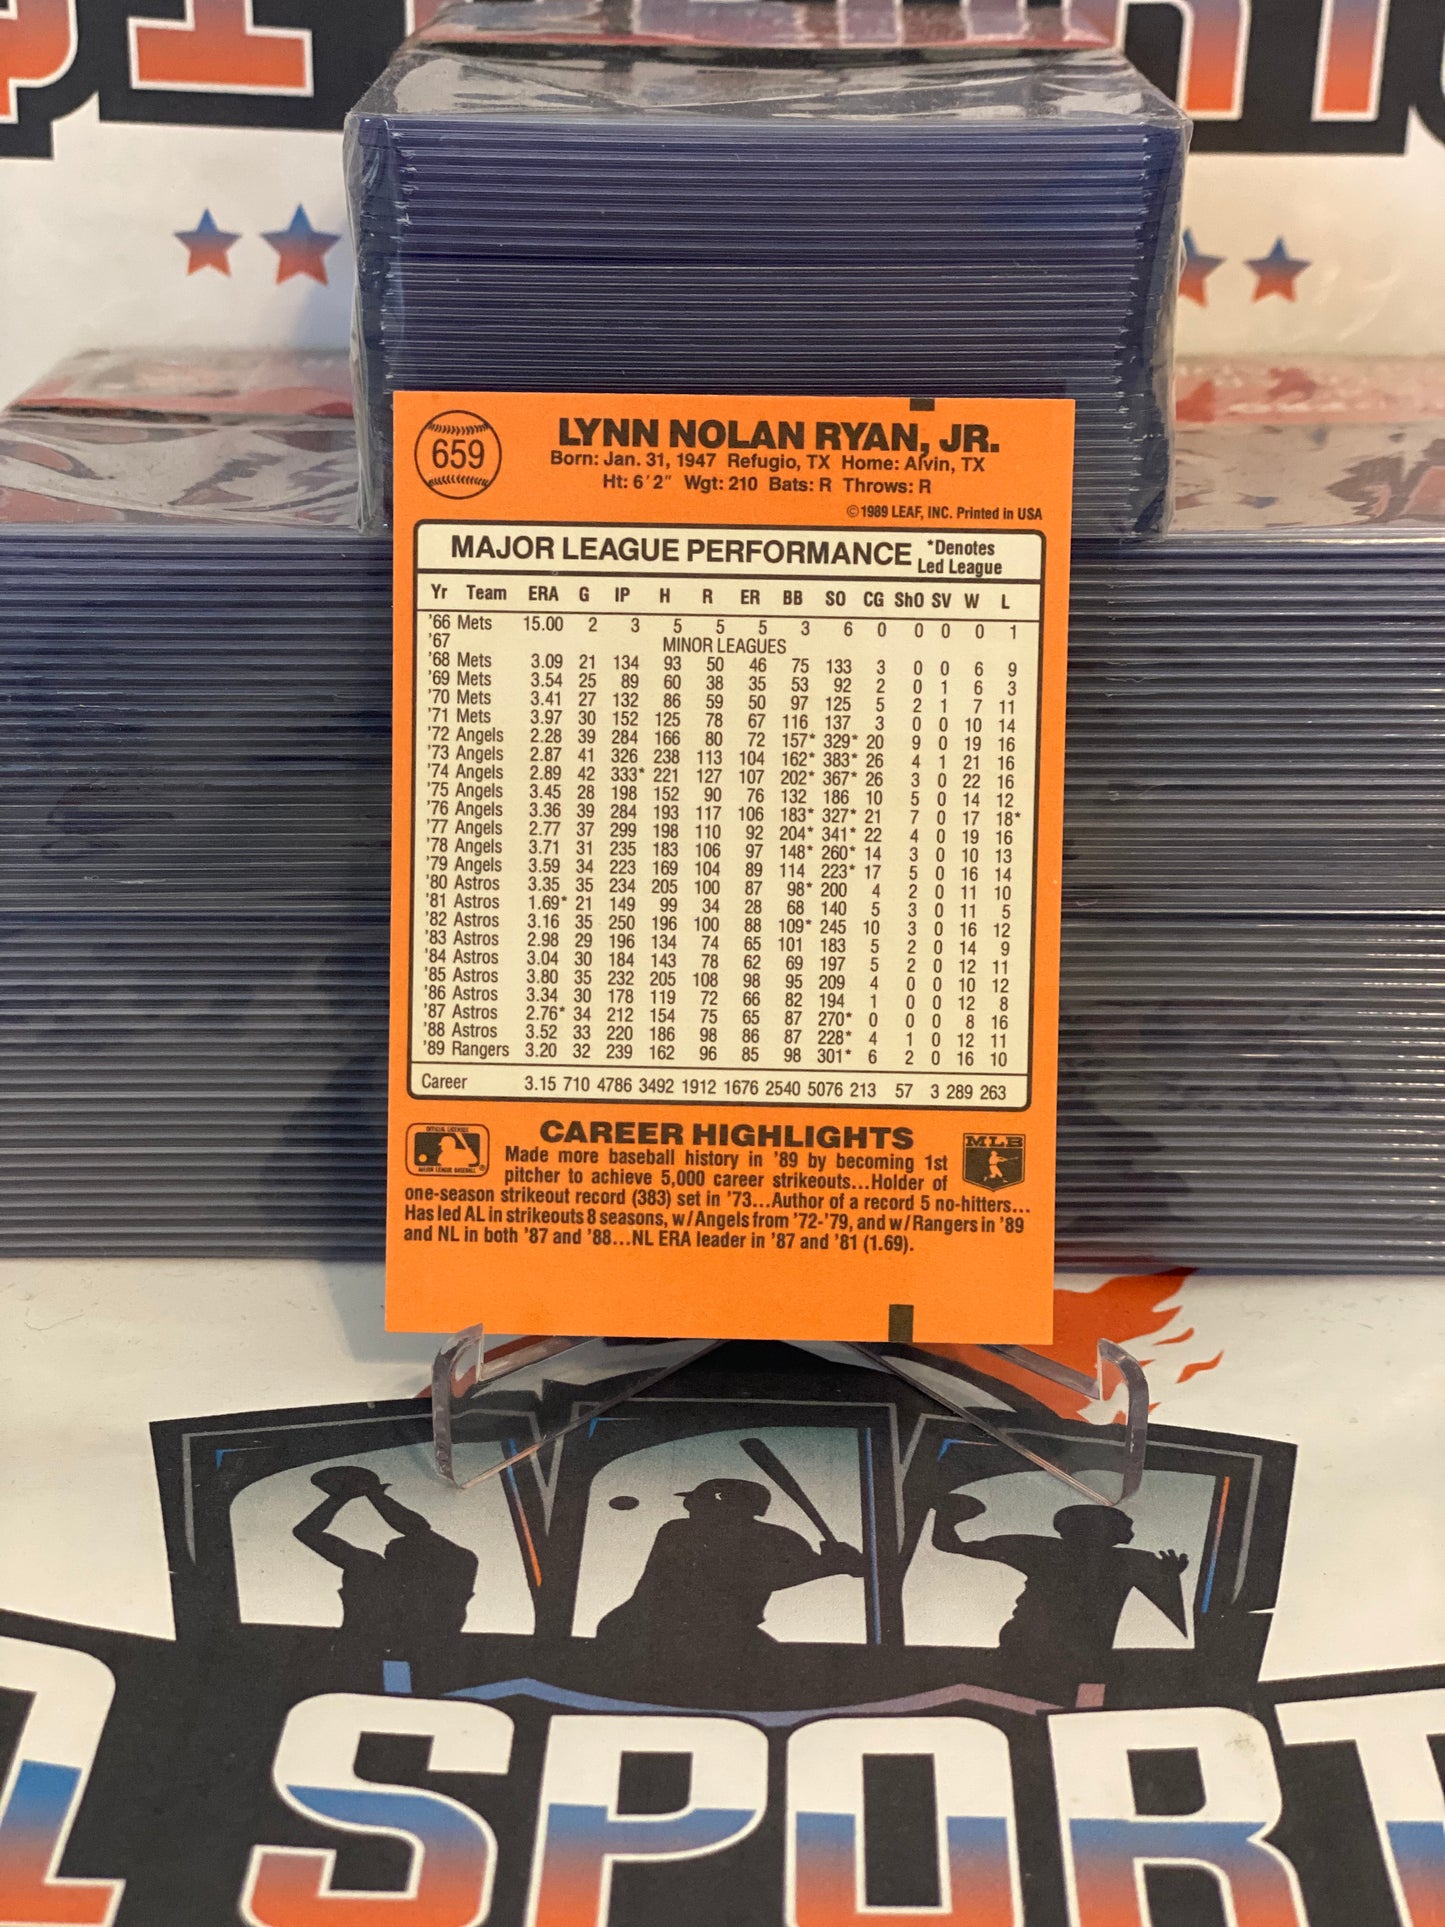 659
LYNN NOLAN RYAN, JR.
Born: Jan. 31, 1947 Refugio, TX Home: Alvin, TX
Ht: 6'2" Wgt: 210 Bats: R Throws: R
©1989 LEAF, INC. Printed in USA
MAJOR LEAGUE PERFORMANCE *Denotes Led League
Yr Team ERA G IP H R ER BB SO CG ShO SV W L
'66 Mets 15.00 2 3 5 5 5 3 6 0 0 0 0 1
'67 MINOR LEAGUES
'68 Mets 3.09 21 134 93 50 46 75 133 3 0 0 6 9
'69 Mets 3.54 25 89 60 38 35 53 92 2 0 1 6 3
'70 Mets 3.41 27 132 86 59 50 97 125 5 2 1 7 11
'71 Mets 3.97 30 152 125 78 67 116 137 3 0 0 10 14
'72 Angels 2.28 39 284 166 80 72 157* 329* 20 9 0 19 16
'73 Angels 2.87 41 326 238 113 104 162* 383* 26 4 1 21 16
'74 Angels 2.89 42 333* 221 127 107 202* 367* 26 3 0 22 16
'75 Angels 3.45 28 198 152 90 76 132 186 10 5 0 14 12
'76 Angels 3.36 39 284 193 117 106 183* 327* 21 7 0 17 18*
'77 Angels 2.77 37 299 198 110 92 204* 341* 22 4 0 19 16
'78 Angels 3.71 31 235 183 106 97 148* 260* 14 3 0 10 13
'79 Angels 3.59 34 223 169 104 89 114 223* 17 5 0 16 14
'80 Astros 3.35 35 234 205 100 87 98* 200 4 2 0 11 10
'81 Astros 1.69* 21 149 99 34 28 68 140 5 3 0 11 5
'82 Astros 3.16 35 250 196 100 88 109* 245 10 3 0 16 12
'83 Astros 2.98 29 196 134 74 65 101 183 5 2 0 14 9
'84 Astros 3.04 30 184 143 78 62 69 197 5 2 0 12 11
'85 Astros 3.80 35 232 205 108 98 95 209 4 0 0 10 12
'86 Astros 3.34 30 178 119 72 66 82 194 1 0 0 12 8
'87 Astros 2.76* 34 212 154 75 65 87 270* 0 0 0 8 16
'88 Astros 3.52 33 220 186 98 86 87 228* 4 1 0 12 11
'89 Rangers 3.20 32 239 162 96 85 98 301* 6 2 0 16 10
Career 3.15 710 4786 3492 1912 1676 2540 5076 213 57 3 289 263
CAREER HIGHLIGHTS
OFFICIAL LICENSEE
MAJOR LEAGUE BASEBALL
MLB
Made more baseball history in '89 by becoming 1st
pitcher to achieve 5,000 career strikeouts...Holder of
one-season strikeout record (383) set in '73...Author of a record 5 no-hitters...
Has led AL in strikeouts 8 seasons, w/Angels from '72-'79, and w/Rangers in '89
and NL in both '87 and '88...NL ERA leader in '87 and '81 (1.69).
SPORT